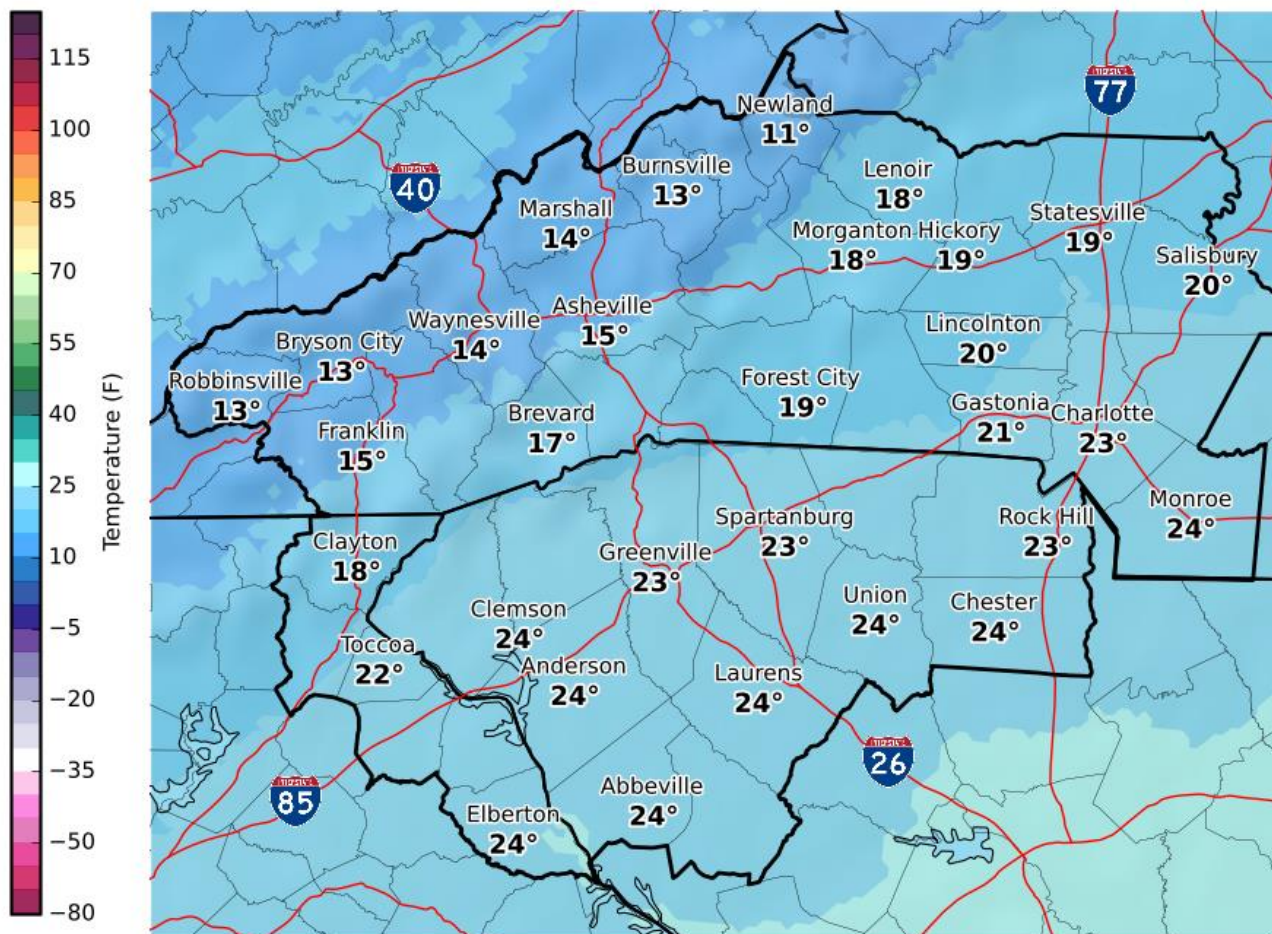 115
100
85
70
55
40
25
10
−5
−20
−35
−50
−65
−80
Temperature (F)
77
Newland
11°
Burnsville
13°
Lenoir
18°
40
Marshall
14°
Statesville
19°
Morganton
18°
Hickory
19°
Salisbury
20°
Asheville
15°
Waynesville
14°
Bryson City
13°
Lincolnton
20°
Robbinsville
13°
Forest City
19°
Brevard
17°
Gastonia
21°
Charlotte
23°
Franklin
15°
Monroe
24°
Spartanburg
23°
Rock Hill
23°
Clayton
18°
Greenville
23°
Union
24°
Chester
24°
Clemson
24°
Toccoa
22°
Anderson
24°
Laurens
24°
26
Abbeville
24°
85
Elberton
24°